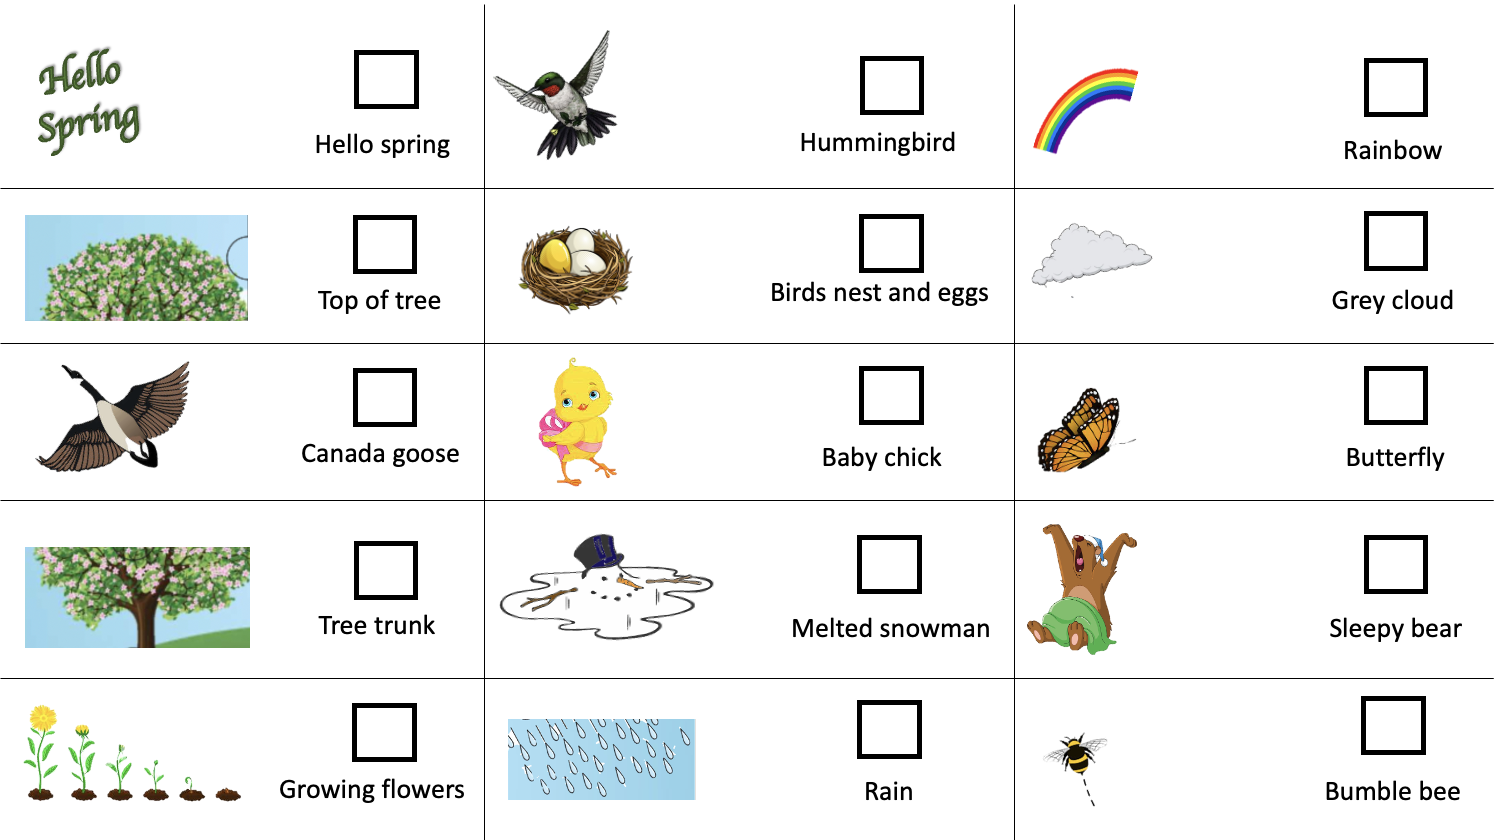 Hello
Spring
Hello spring
Hummingbird
Rainbow
Top of tree
Birds nest and eggs
Grey cloud
Canada goose
Baby chick
Butterfly
Tree trunk
Melted snowman
Sleepy bear
Growing flowers
Rain
Bumble bee